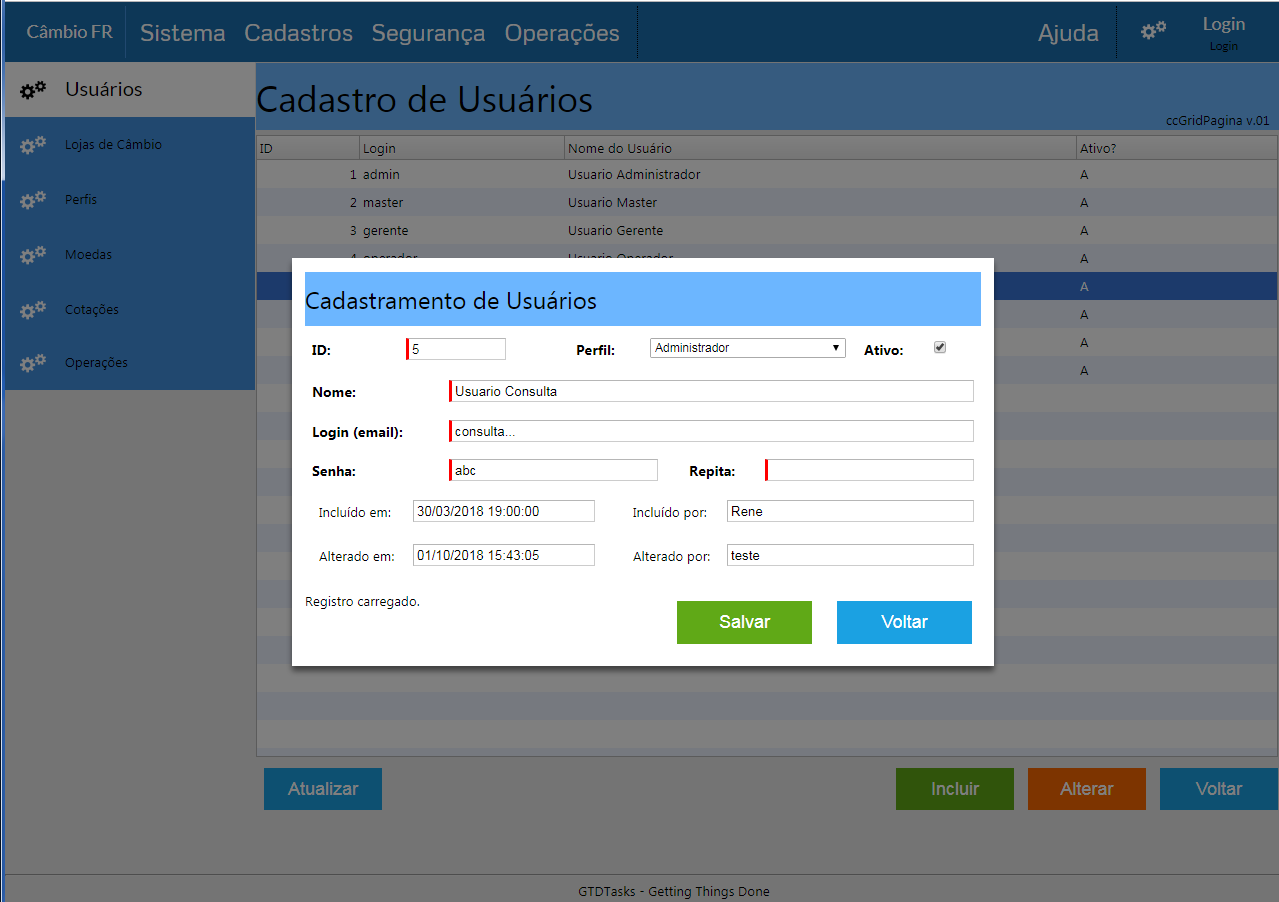 Câmbio FR Sistema Cadastros Segurança Operações Ajuda Login
Login
Usuários
Lojas de Câmbio
Perfis
Moedas
Cotações
Operações
Cadastro de Usuários
ccGridPagina v.01
ID Login Nome do Usuário Ativo?
1 admin Usuario Administrador A
2 master Usuario Master A
3 gerente Usuario Gerente A
4 operador Usuario Operador A
A
A
A
A
Cadastramento de Usuários
ID: 5 Perfil: Administrador Ativo:
Nome: Usuario Consulta
Login (email): consulta...
Senha: abc Repita:
Incluído em: 30/03/2018 19:00:00 Incluído por: Rene
Alterado em: 01/10/2018 15:43:05 Alterado por: teste
Registro carregado.
Salvar Voltar
Atualizar Incluir Alterar Voltar
GTDTasks - Getting Things Done